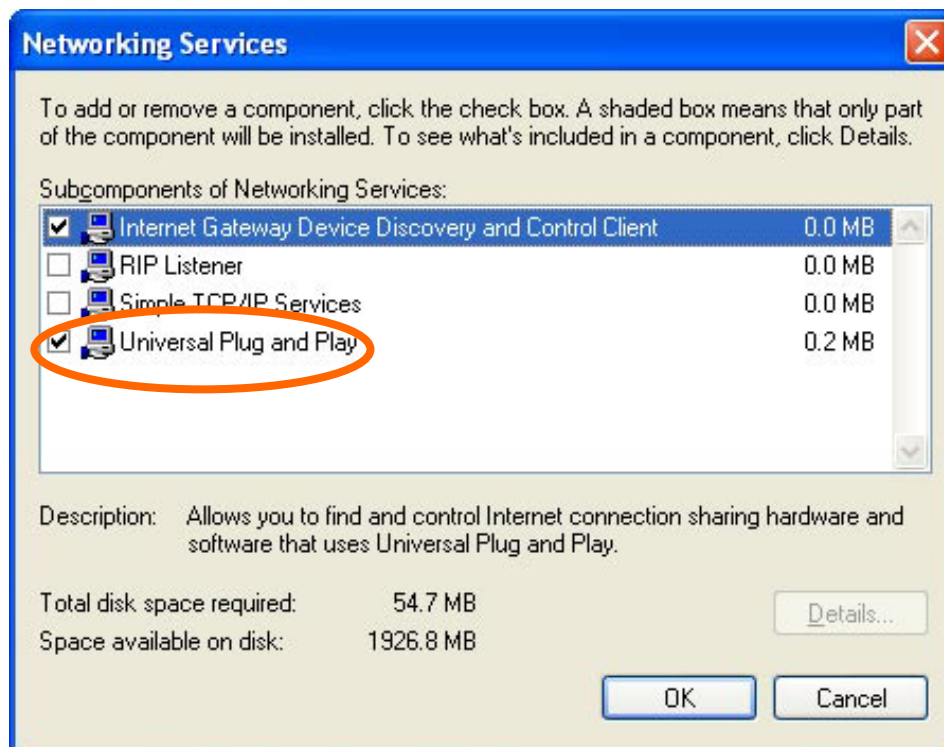 Networking Services
To add or remove a component, click the check box. A shaded box means that only part
of the component will be installed. To see what's included in a component, click Details.
Subcomponents of Networking Services:
Internet Gateway Device Discovery and Control Client 0.0 MB
RIP Listener 0.0 MB
Simple TCP/IP Services 0.0 MB
Universal Plug and Play 0.2 MB
Description: Allows you to find and control Internet connection sharing hardware and
software that uses Universal Plug and Play.
Total disk space required: 54.7 MB
Details...
Space available on disk: 1926.8 MB
OK Cancel